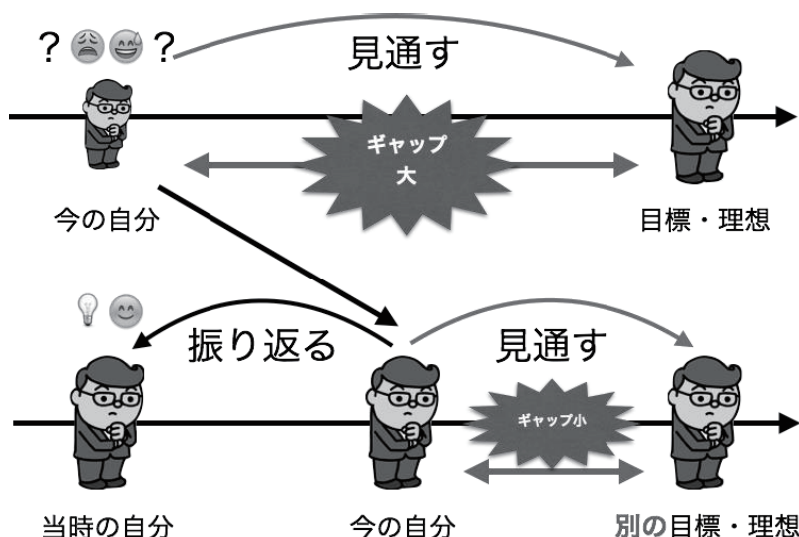 ? ?
見通す
ギャップ
大
今の自分
目標・理想
振り返る
見通す
ギャップ小
当時の自分
今の自分
別の目標・理想